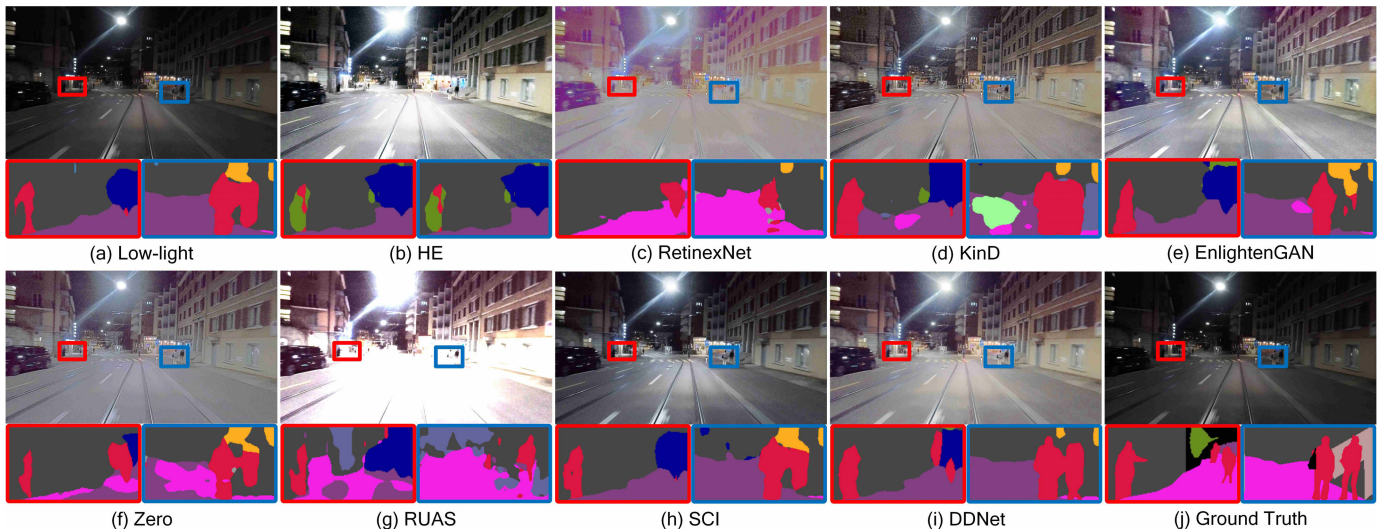 (a) Low-light
(b) HE
(c) RetinexNet
(d) KinD
(e) EnlightenGAN
(f) Zero
(g) RUAS
(h) SCI
(i) DDNet
(j) Ground Truth